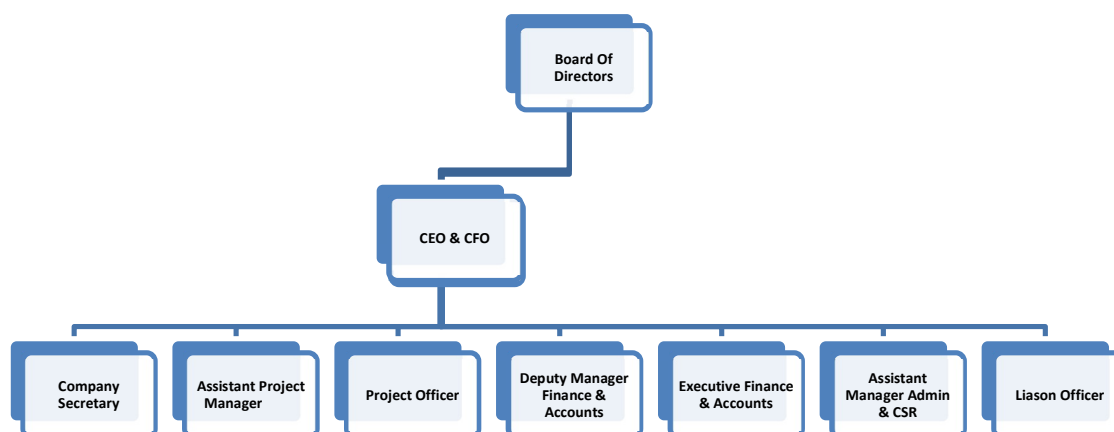 Board Of
Directors
CEO & CFO
Company
Secretary
Assistant Project
Manager
Project Officer
Deputy Manager
Finance &
Accounts
Executive Finance
& Accounts
Assistant
Manager Admin
& CSR
Liason Officer